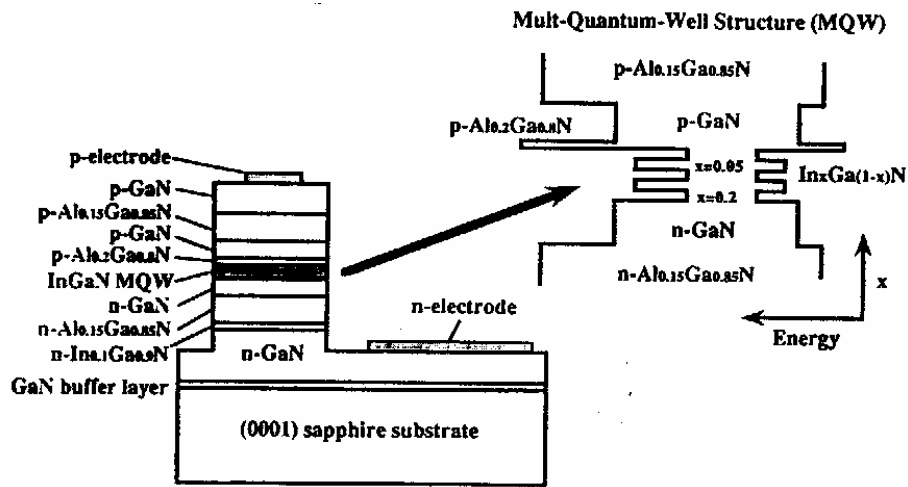 Mult-Quantum-Well Structure (MQW)
p-Al0.15Ga0.85N
p-Al0.2Ga0.8N
p-GaN
x=0.05
InxGa(1-x)N
x=0.2
n-GaN
n-Al0.15Ga0.85N
x
Energy
p-electrode
p-GaN
p-Al0.15Ga0.85N
p-GaN
p-Al0.2Ga0.8N
InGaN MQW
n-GaN
n-Al0.15Ga0.85N
n-In0.1Ga0.9N
n-electrode
n-GaN
GaN buffer layer
(0001) sapphire substrate